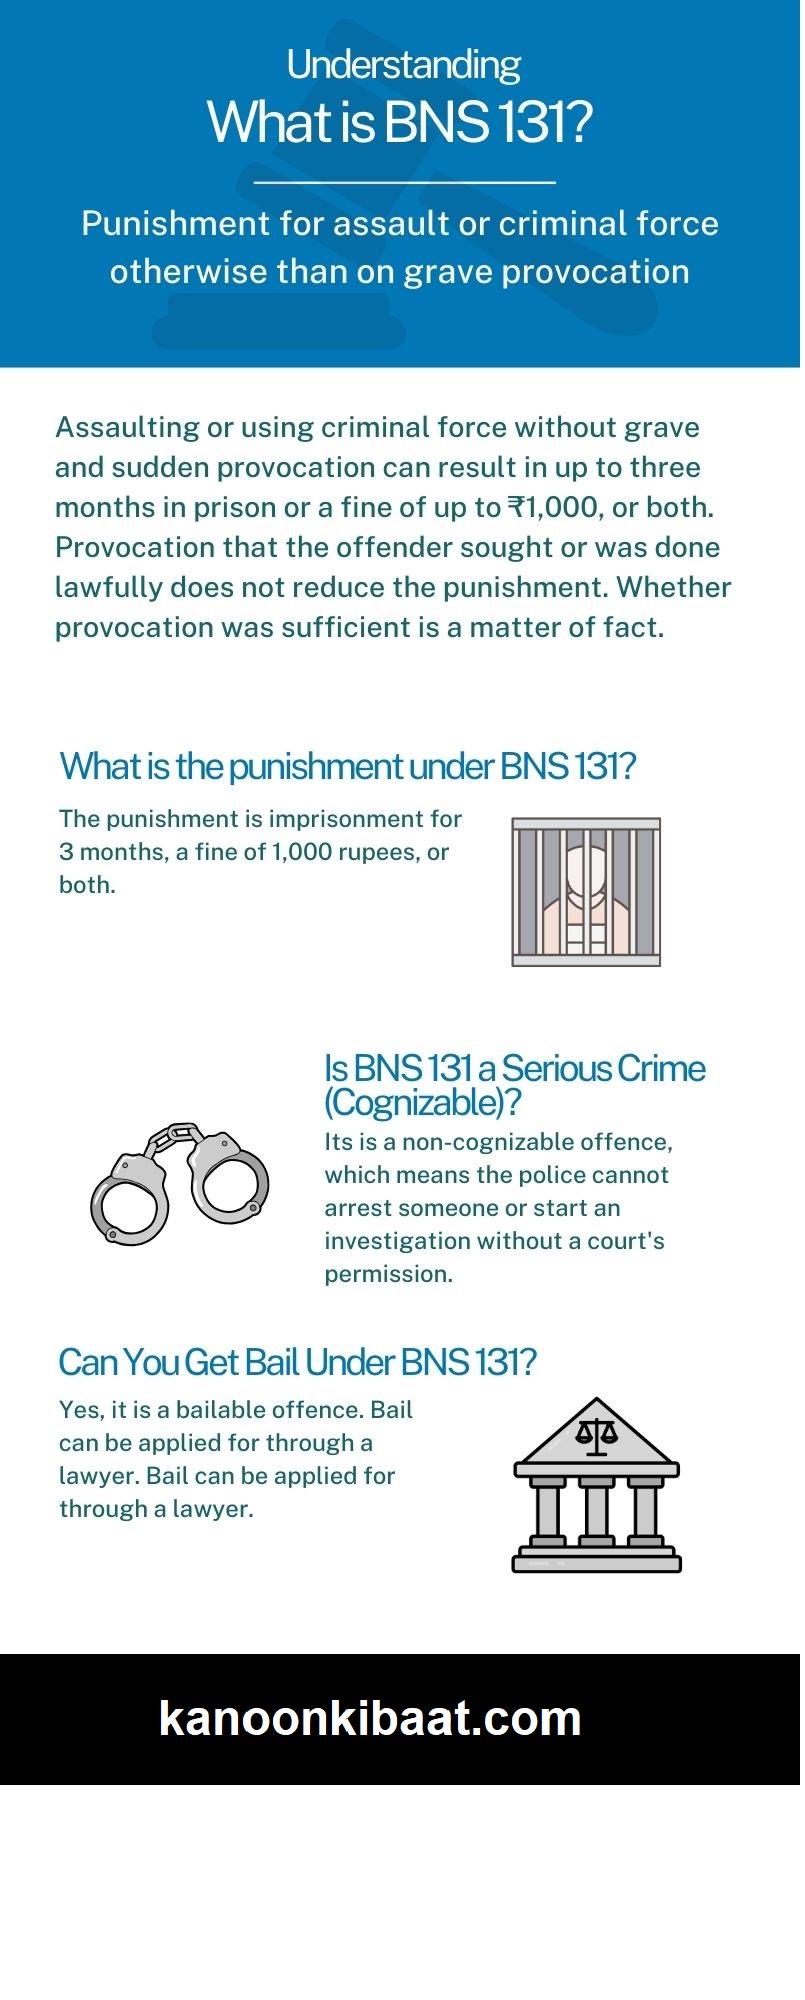 Understanding
What is BNS 131?
Punishment for assault or criminal force
otherwise than on grave provocation
Assaulting or using criminal force without grave
and sudden provocation can result in up to three
months in prison or a fine of up to ₹1,000, or both.
Provocation that the offender sought or was done
lawfully does not reduce the punishment. Whether
provocation was sufficient is a matter of fact.
What is the punishment under BNS 131?
The punishment is imprisonment for
3 months, a fine of 1,000 rupees, or
both.
Is BNS 131 a Serious Crime
(Cognizable)?
Its is a non-cognizable offence,
which means the police cannot
arrest someone or start an
investigation without a court's
permission.
Can You Get Bail Under BNS 131?
Yes, it is a bailable offence. Bail
can be applied for through a
lawyer. Bail can be applied for
through a lawyer.
kanoonkibaat.com